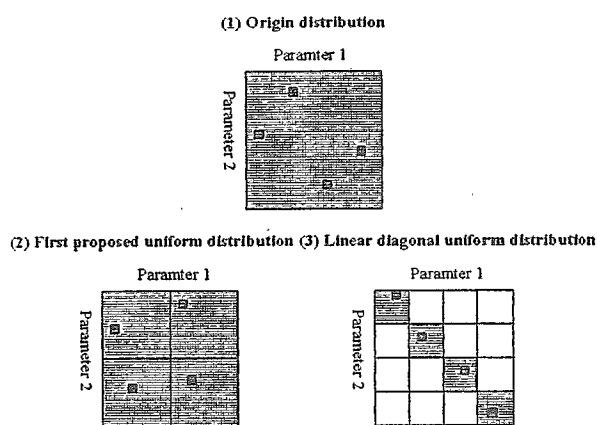 (1) Origin distribution
Paramter 1
Parameter 2
(2) First proposed uniform distribution (3) Linear diagonal uniform distribution
Paramter 1
Paramter 1
Parameter 2
Parameter 2